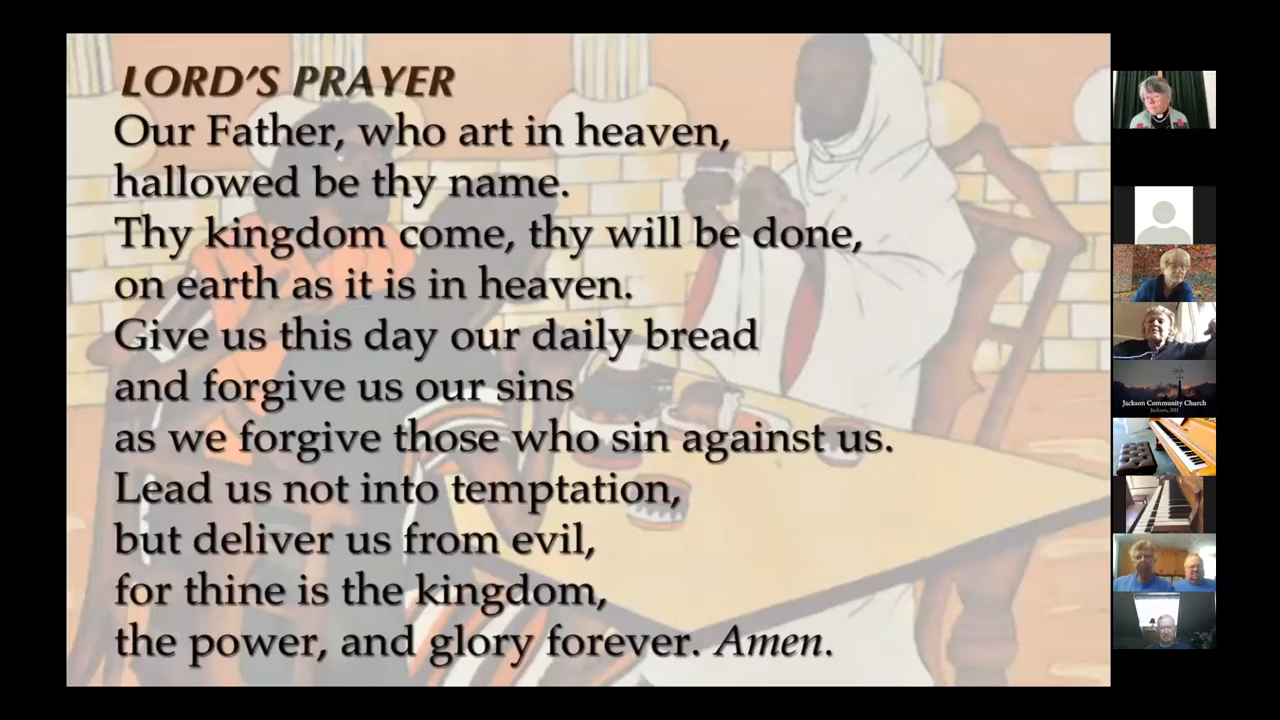 LORD'S PRAYER
Our Father, who art in heaven,
hallowed be thy name.
Thy kingdom come, thy will be done,
on earth as it is in heaven.
Give us this day our daily bread
and forgive us our sins
as we forgive those who sin against us.
Lead us not into temptation,
but deliver us from evil,
for thine is the kingdom,
the power, and glory forever. Amen.
Jackson Community Church
Jackson, NH